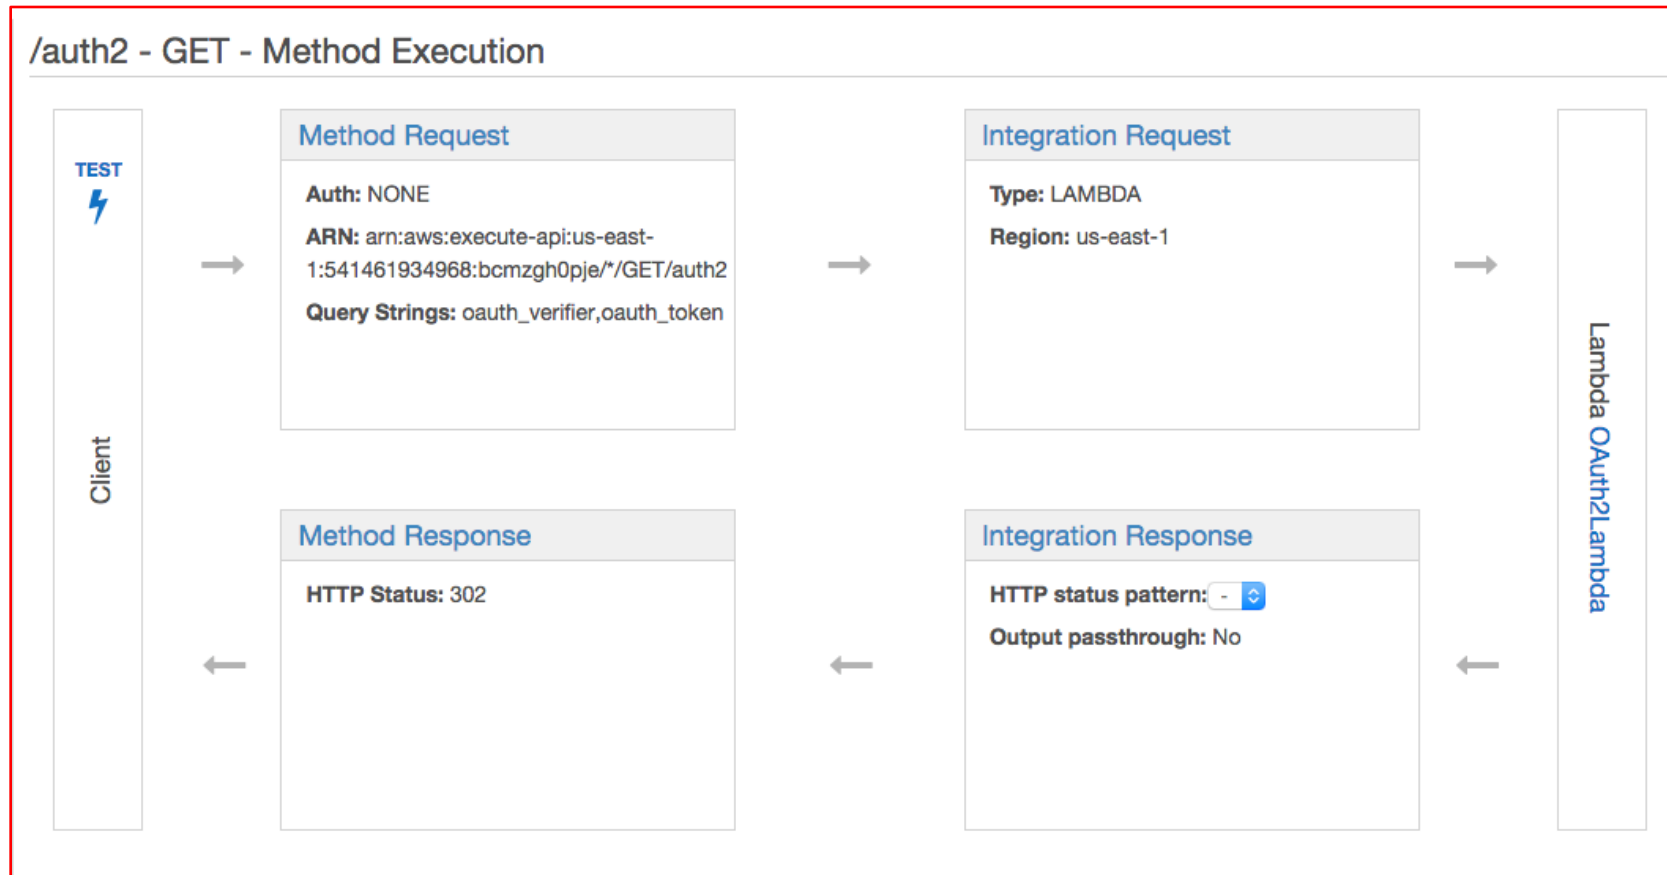 /auth2 - GET - Method Execution
TEST
Client
Method Request
Auth: NONE
ARN: arn:aws:execute-api:us-east-
1:541461934968:bcmzgh0pje/*/GET/auth2
Query Strings: oauth_verifier,oauth_token
Integration Request
Type: LAMBDA
Region: us-east-1
Lambda OAuth2Lambda
Method Response
HTTP Status: 302
Integration Response
HTTP status pattern: -
Output passthrough: No